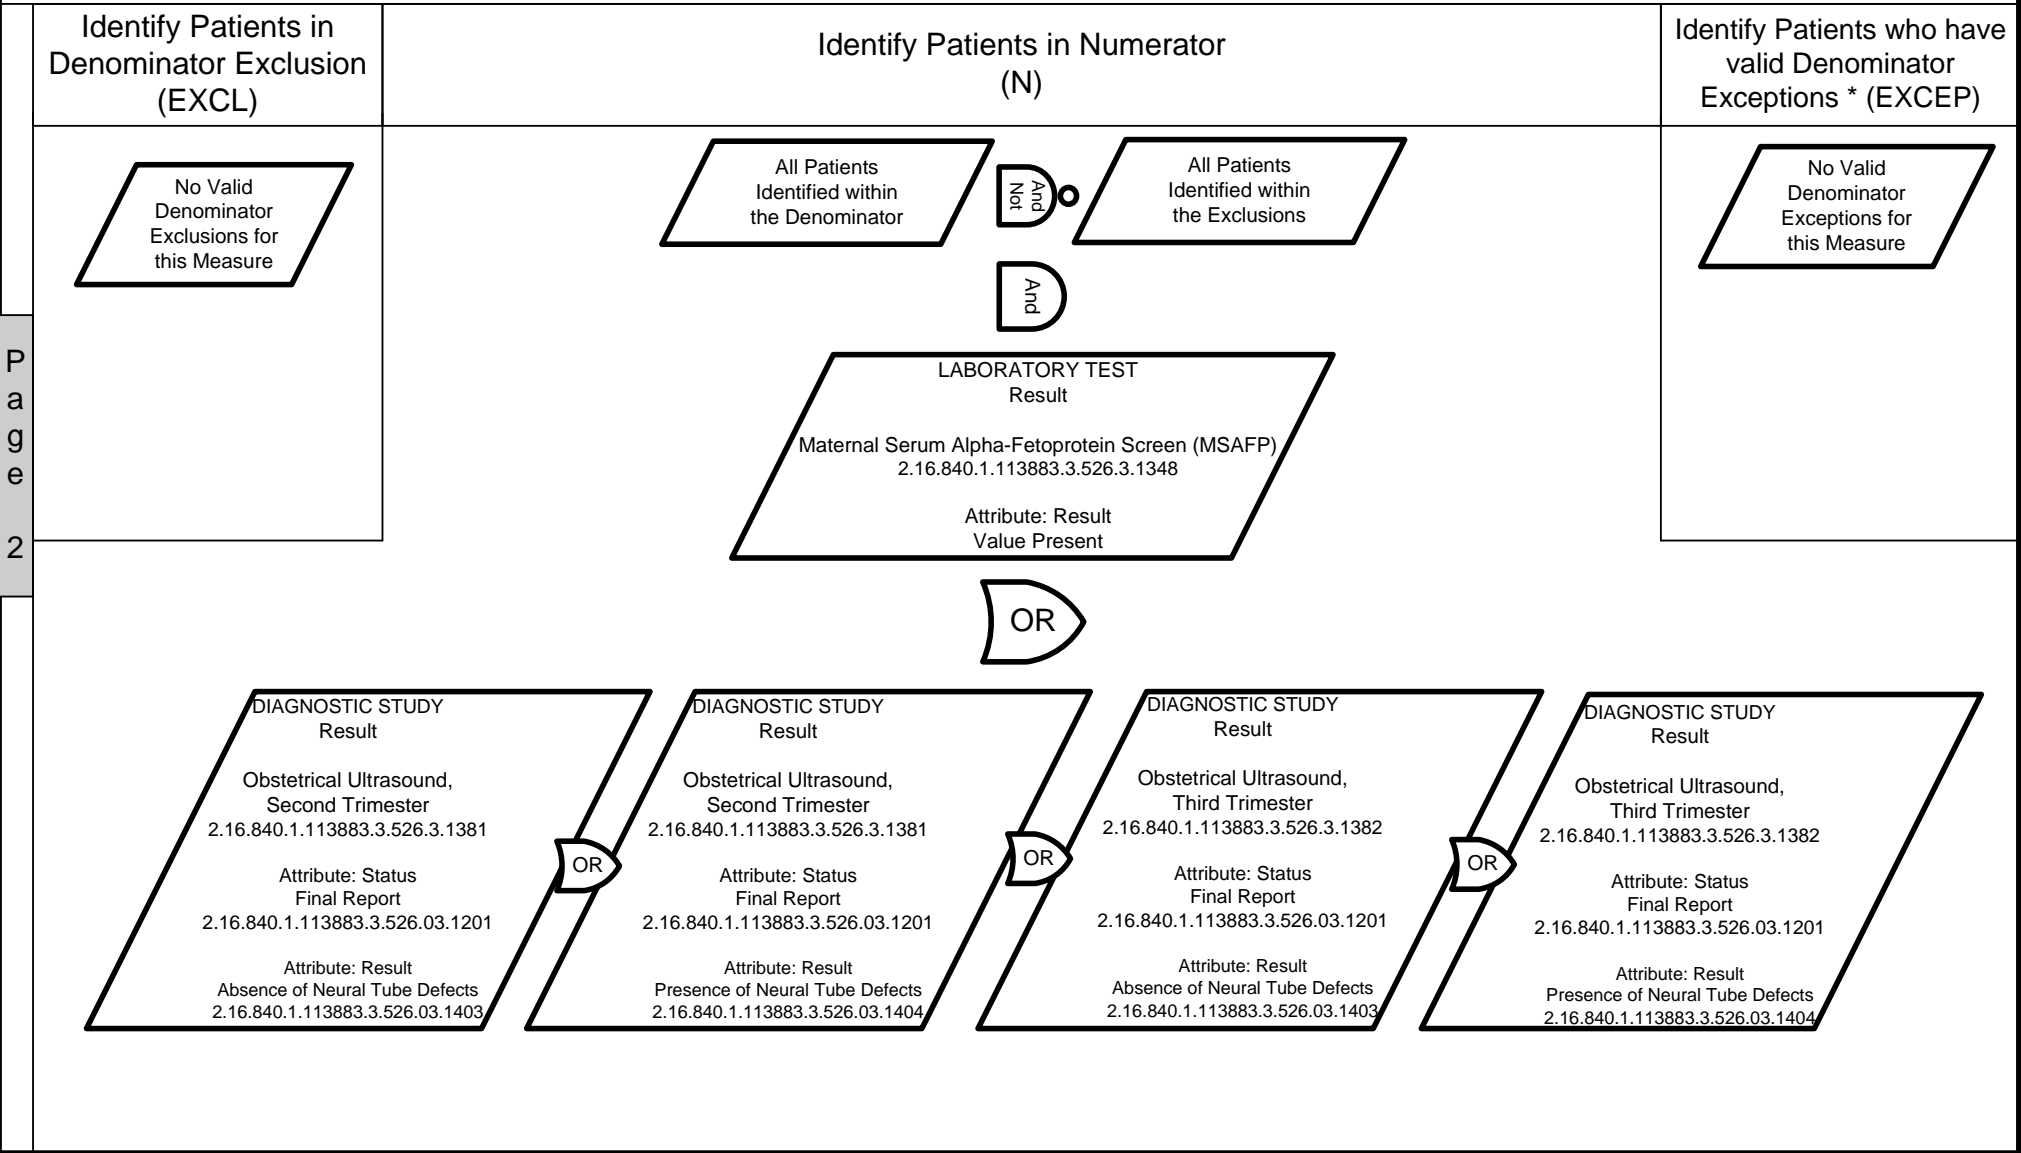 Identify Patients in
Denominator Exclusion
(EXCL)
Identify Patients in Numerator
(N)
Identify Patients who have
valid Denominator
Exceptions * (EXCEP)
No Valid
Denominator
Exclusions for
this Measure
All Patients
Identified within
the Denominator
And
Not
All Patients
Identified within
the Exclusions
No Valid
Denominator
Exceptions for
this Measure
And
Page 2
LABORATORY TEST
Result
Maternal Serum Alpha-Fetoprotein Screen (MSAFP)
2.16.840.1.113883.3.526.3.1348
Attribute: Result
Value Present
OR
DIAGNOSTIC STUDY
Result
Obstetrical Ultrasound,
Second Trimester
2.16.840.1.113883.3.526.3.1381
Attribute: Status
Final Report
2.16.840.1.113883.3.526.03.1201
Attribute: Result
Absence of Neural Tube Defects
2.16.840.1.113883.3.526.03.1403
OR
DIAGNOSTIC STUDY
Result
Obstetrical Ultrasound,
Second Trimester
2.16.840.1.113883.3.526.3.1381
Attribute: Status
Final Report
2.16.840.1.113883.3.526.03.1201
Attribute: Result
Presence of Neural Tube Defects
2.16.840.1.113883.3.526.03.1404
OR
DIAGNOSTIC STUDY
Result
Obstetrical Ultrasound,
Third Trimester
2.16.840.1.113883.3.526.3.1382
Attribute: Status
Final Report
2.16.840.1.113883.3.526.03.1201
Attribute: Result
Absence of Neural Tube Defects
2.16.840.1.113883.3.526.03.1403
OR
DIAGNOSTIC STUDY
Result
Obstetrical Ultrasound,
Third Trimester
2.16.840.1.113883.3.526.3.1382
Attribute: Status
Final Report
2.16.840.1.113883.3.526.03.1201
Attribute: Result
Presence of Neural Tube Defects
2.16.840.1.113883.3.526.03.1404